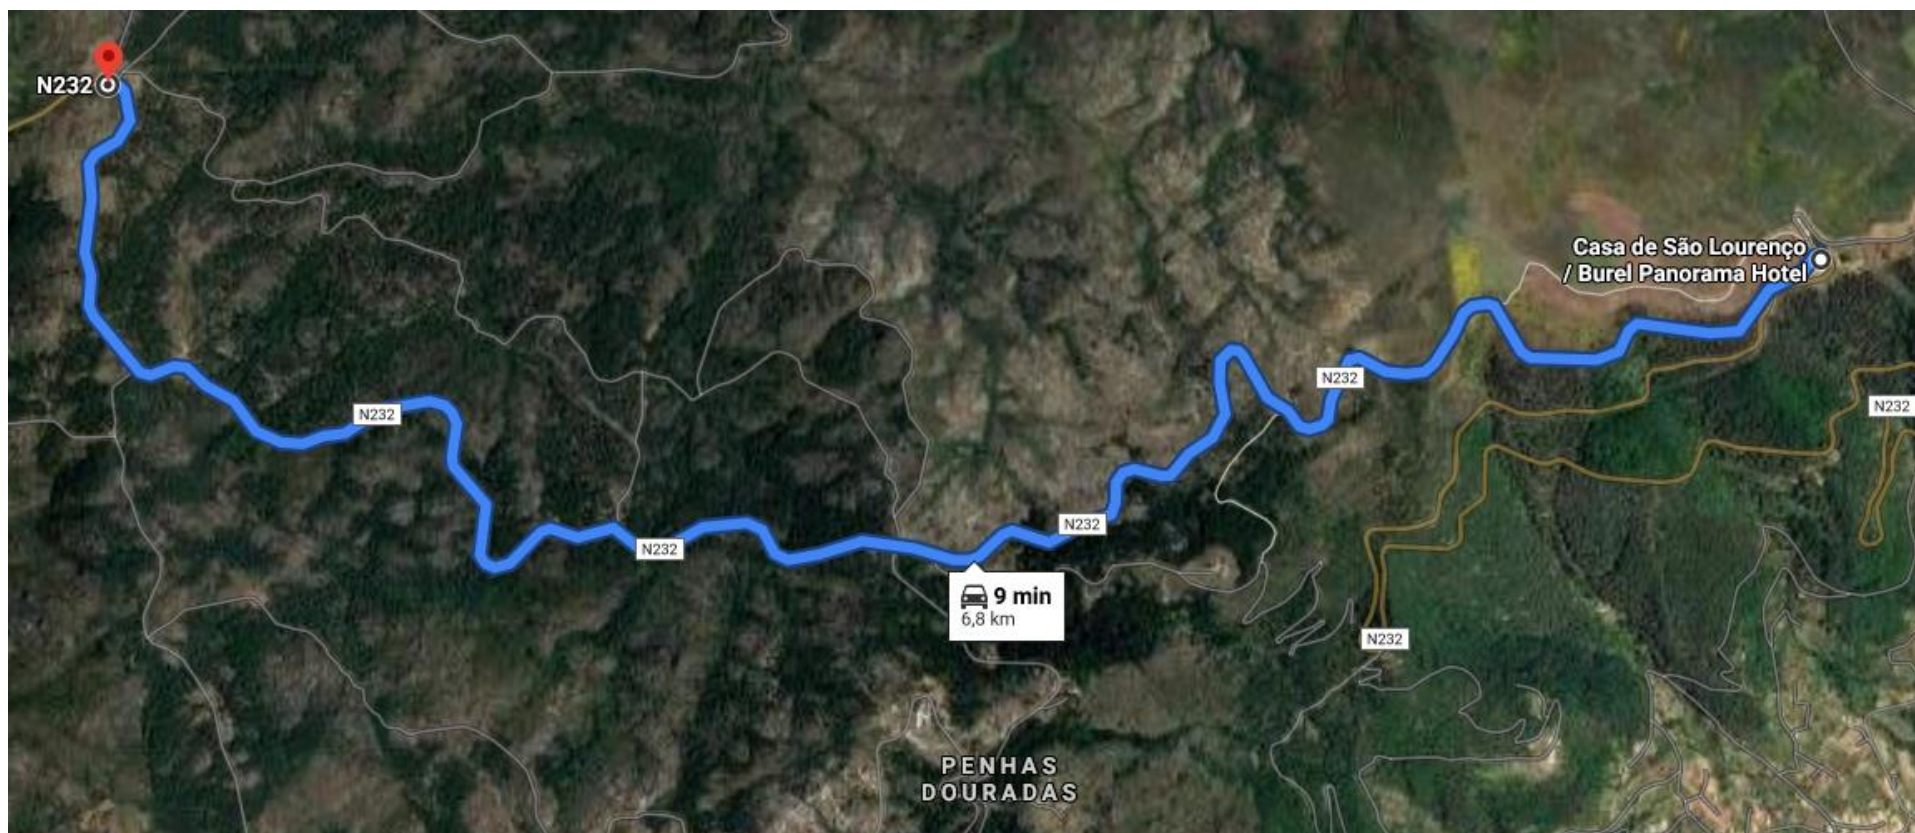 N232
Casa de São Lourenço
/ Burel Panorama Hotel
N232
N232
N232
N232
N232
9 min
6,8 km
N232
PENHAS
DOURADAS